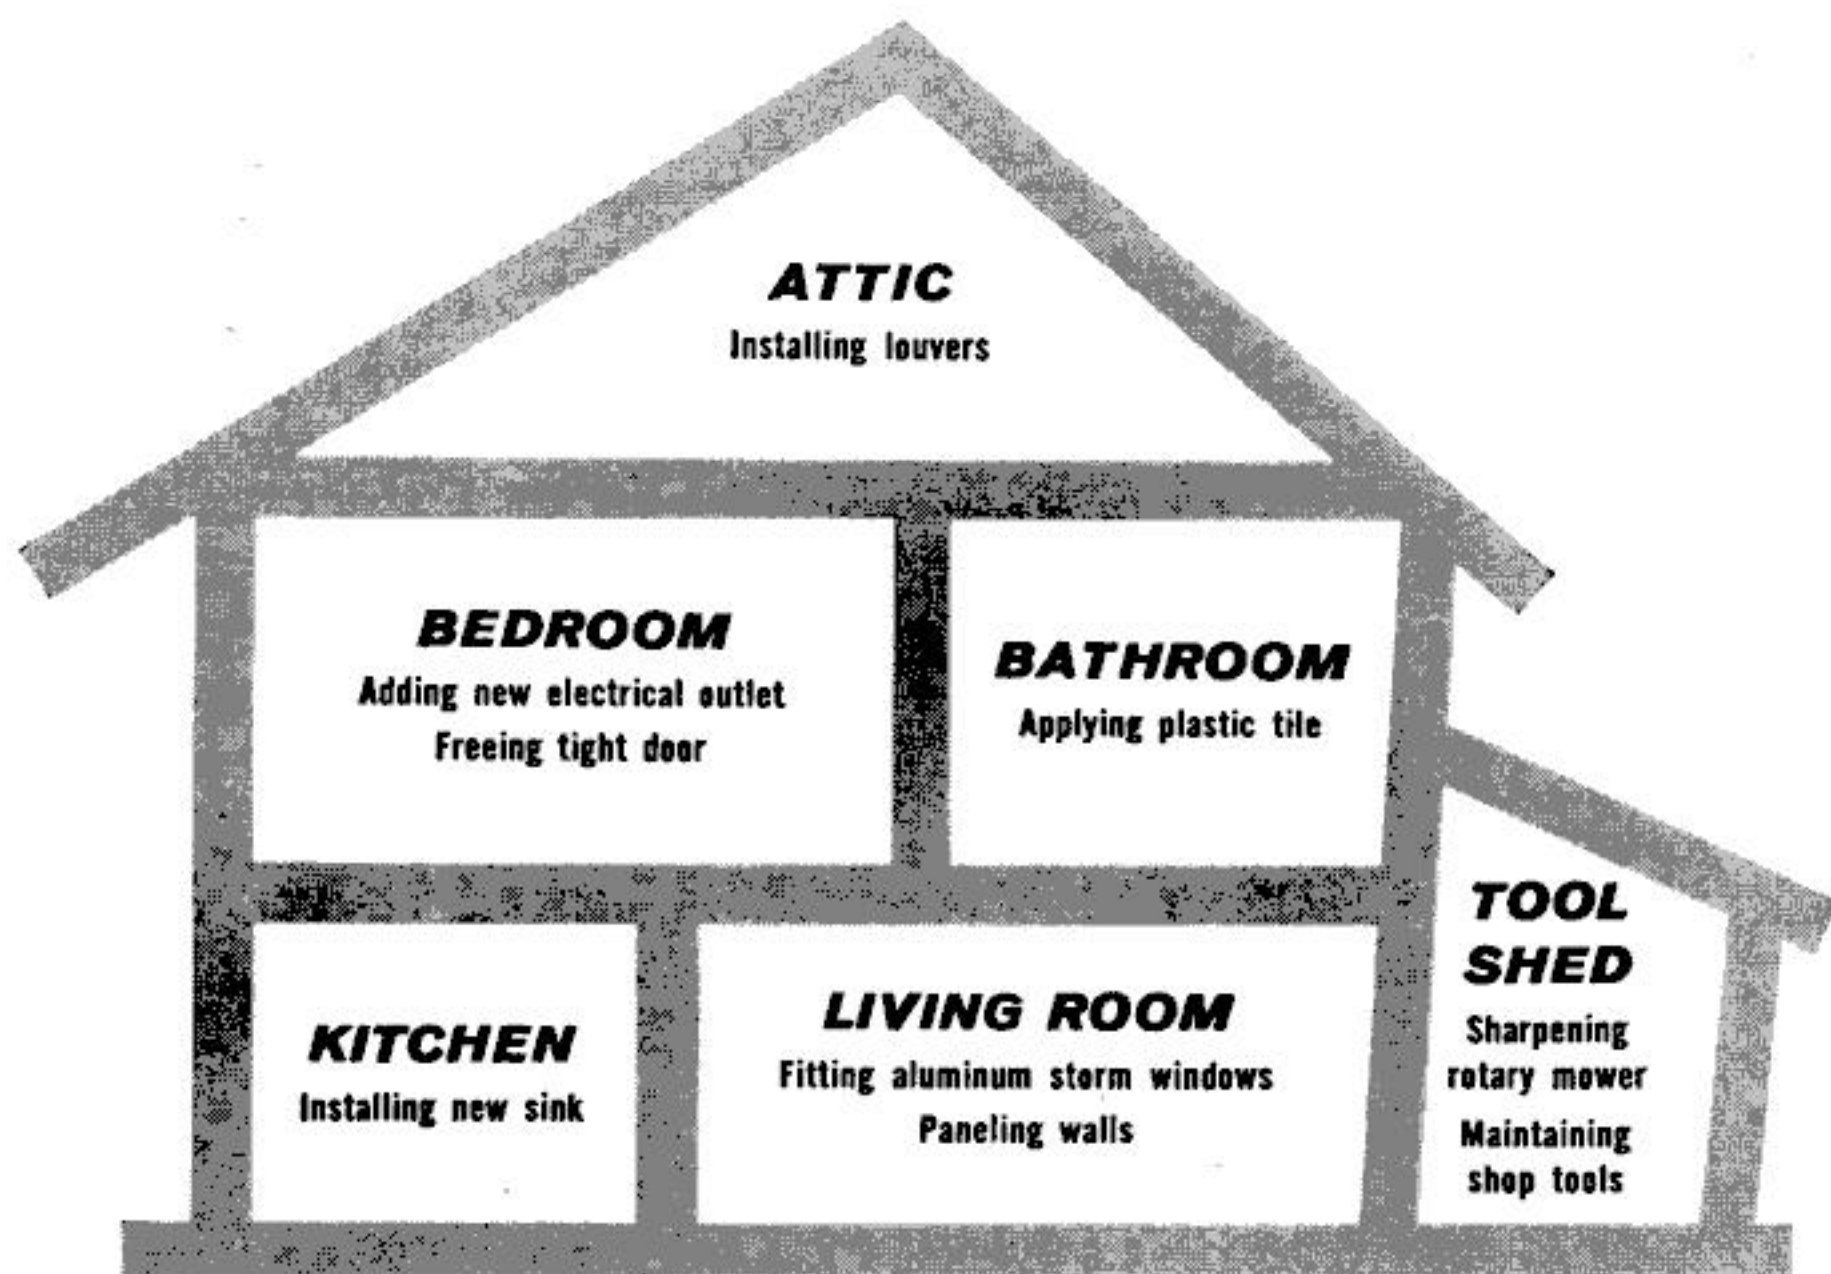 ATTIC
Installing louvers
BEDROOM
Adding new electrical outlet
Freeing tight door
BATHROOM
Applying plastic tile
KITCHEN
Installing new sink
LIVING ROOM
Fitting aluminum storm windows
Paneling walls
TOOL
SHED
Sharpening
rotary mower
Maintaining
shop tools